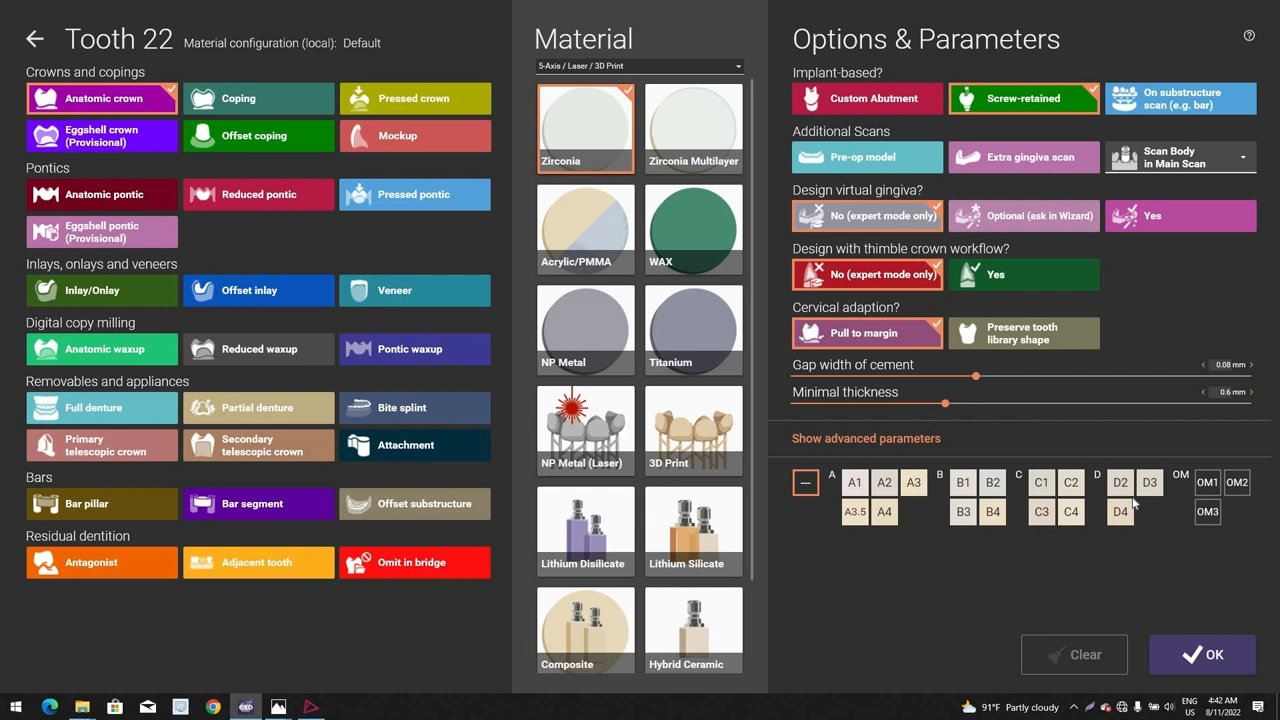 Tooth 22 Material configuration (local): Default
Crowns and copings
Anatomic crown
Coping
Pressed crown
Eggshell crown
(Provisional)
Offset coping
Mockup
Pontics
Anatomic pontic
Reduced pontic
Pressed pontic
Eggshell pontic
(Provisional)
Inlays, onlays and veneers
Inlay/Onlay
Offset inlay
Veneer
Digital copy milling
Anatomic waxup
Reduced waxup
Pontic waxup
Removables and appliances
Full denture
Partial denture
Bite splint
Primary
telescopic crown
Secondary
telescopic crown
Attachment
Bars
Bar pillar
Bar segment
Offset substructure
Residual dentition
Antagonist
Adjacent tooth
Omit in bridge
Material
5-Axis / Laser / 3D Print
Zirconia
Zirconia Multilayer
Acrylic/PMMA
WAX
NP Metal
Titanium
NP Metal (Laser)
3D Print
Lithium Disilicate
Lithium Silicate
Composite
Hybrid Ceramic
Options & Parameters
Implant-based?
Custom Abutment
Screw-retained
On substructure
scan (e.g. bar)
Additional Scans
Pre-op model
Extra gingiva scan
Scan Body
in Main Scan
Design virtual gingiva?
No (expert mode only)
Optional (ask in Wizard)
Yes
Design with thimble crown workflow?
No (expert mode only)
Yes
Cervical adaption?
Pull to margin
Preserve tooth
library shape
Gap width of cement
0.08 mm
Minimal thickness
0.6 mm
Show advanced parameters
--- A A1 A2 A3 B B1 B2 C C1 C2 D D2 D3 OM OM1 OM2
A3.5 A4 B3 B4 C3 C4 D4 OM3
Clear
OK
exo
91°F Partly cloudy
ENG
US
4:42 AM
8/11/2022